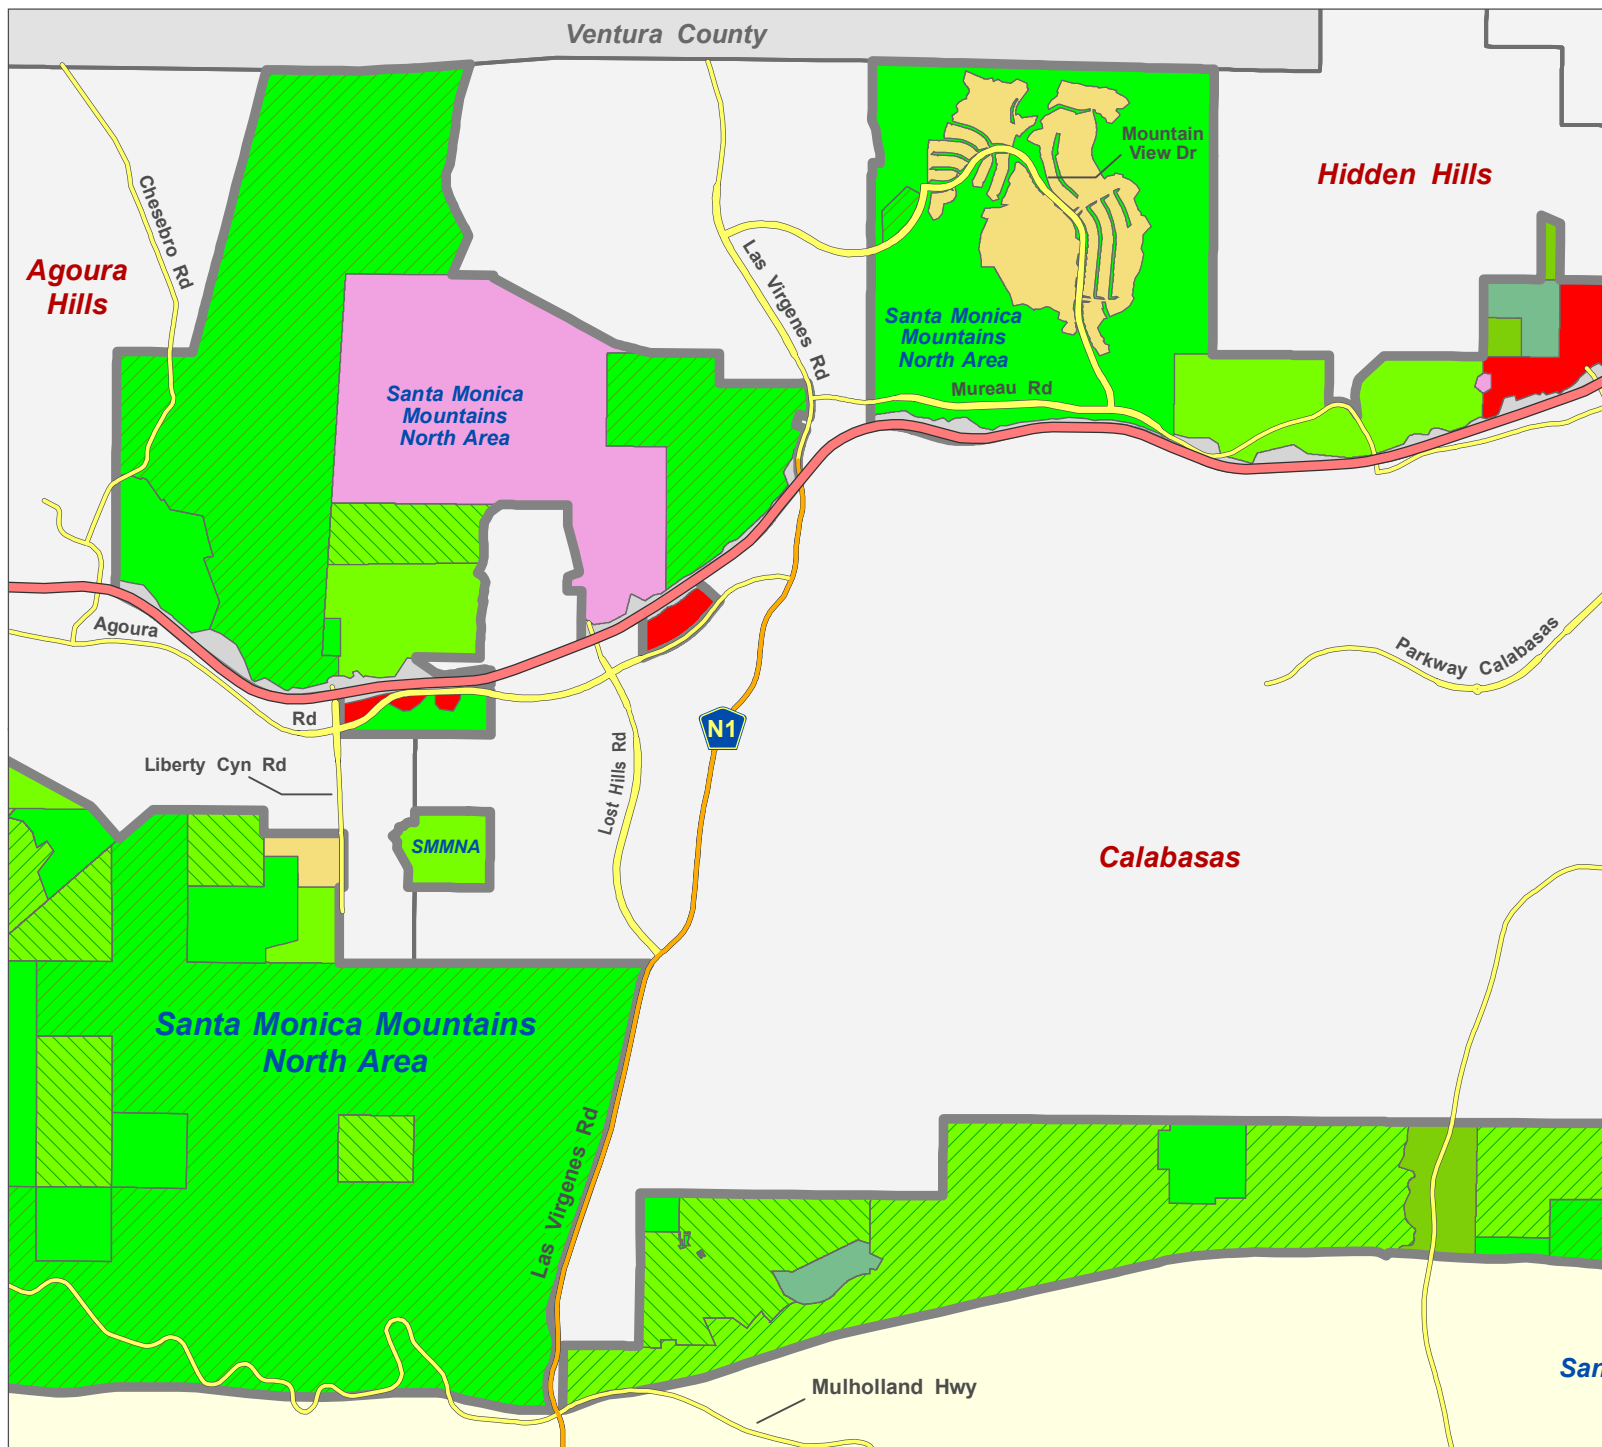 Ventura County
Mountain
View Dr
Hidden Hills
Chesebro Rd
Agoura
Hills
Las Virgenes Rd
Santa Monica
Mountains
North Area
Mureau Rd
Santa Monica
Mountains
North Area
Agoura
Rd
Parkway Calabasas
N1
Liberty Cyn Rd
Lost Hills Rd
SMMNA
Calabasas
Santa Monica Mountains
North Area
Las Virgenes Rd
Mulholland Hwy
San